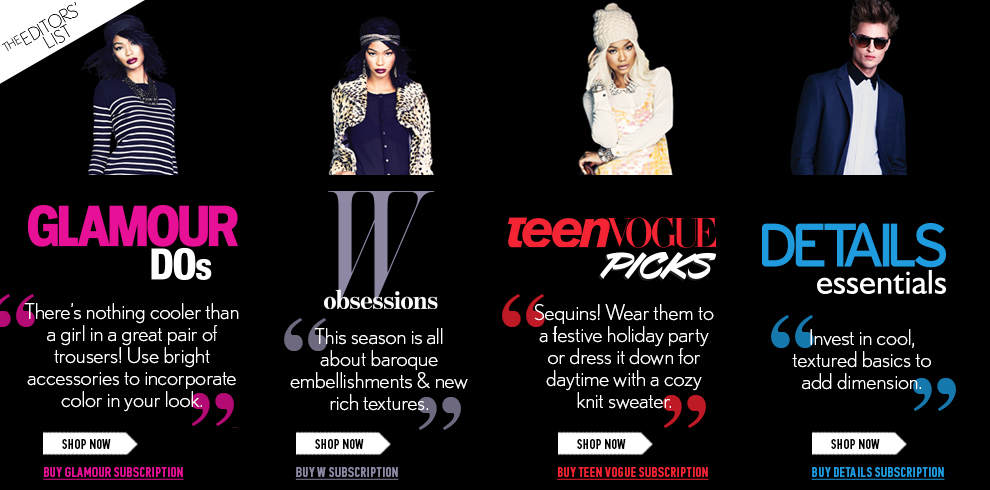 THE EDITORS'
LIST
GLAMOUR
DOs
“There's nothing cooler than
a girl in a great pair of
trousers! Use bright
accessories to incorporate
color in your look.”
SHOP NOW
BUY GLAMOUR SUBSCRIPTION
W
obsessions
“This season is all
about baroque
embellishments & new
rich textures.”
SHOP NOW
BUY W SUBSCRIPTION
teenVOGUE
PICKS
“Sequins! Wear them to
a festive holiday party
or dress it down for
daytime with a cozy
knit sweater.”
SHOP NOW
BUY TEEN VOGUE SUBSCRIPTION
DETAILS
essentials
“Invest in cool,
textured basics to
add dimension.”
SHOP NOW
BUY DETAILS SUBSCRIPTION